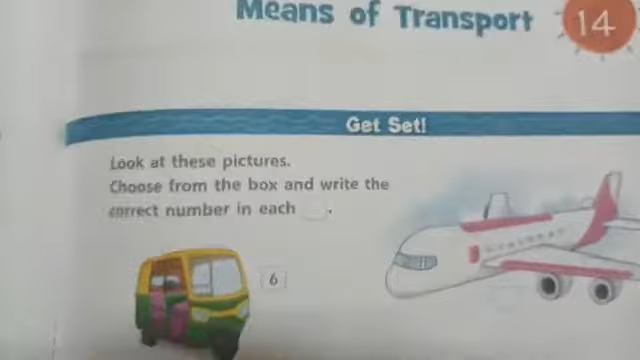 Means of Transport
14
Get Set!
Look at these pictures.
Choose from the box and write the
correct number in each .
6